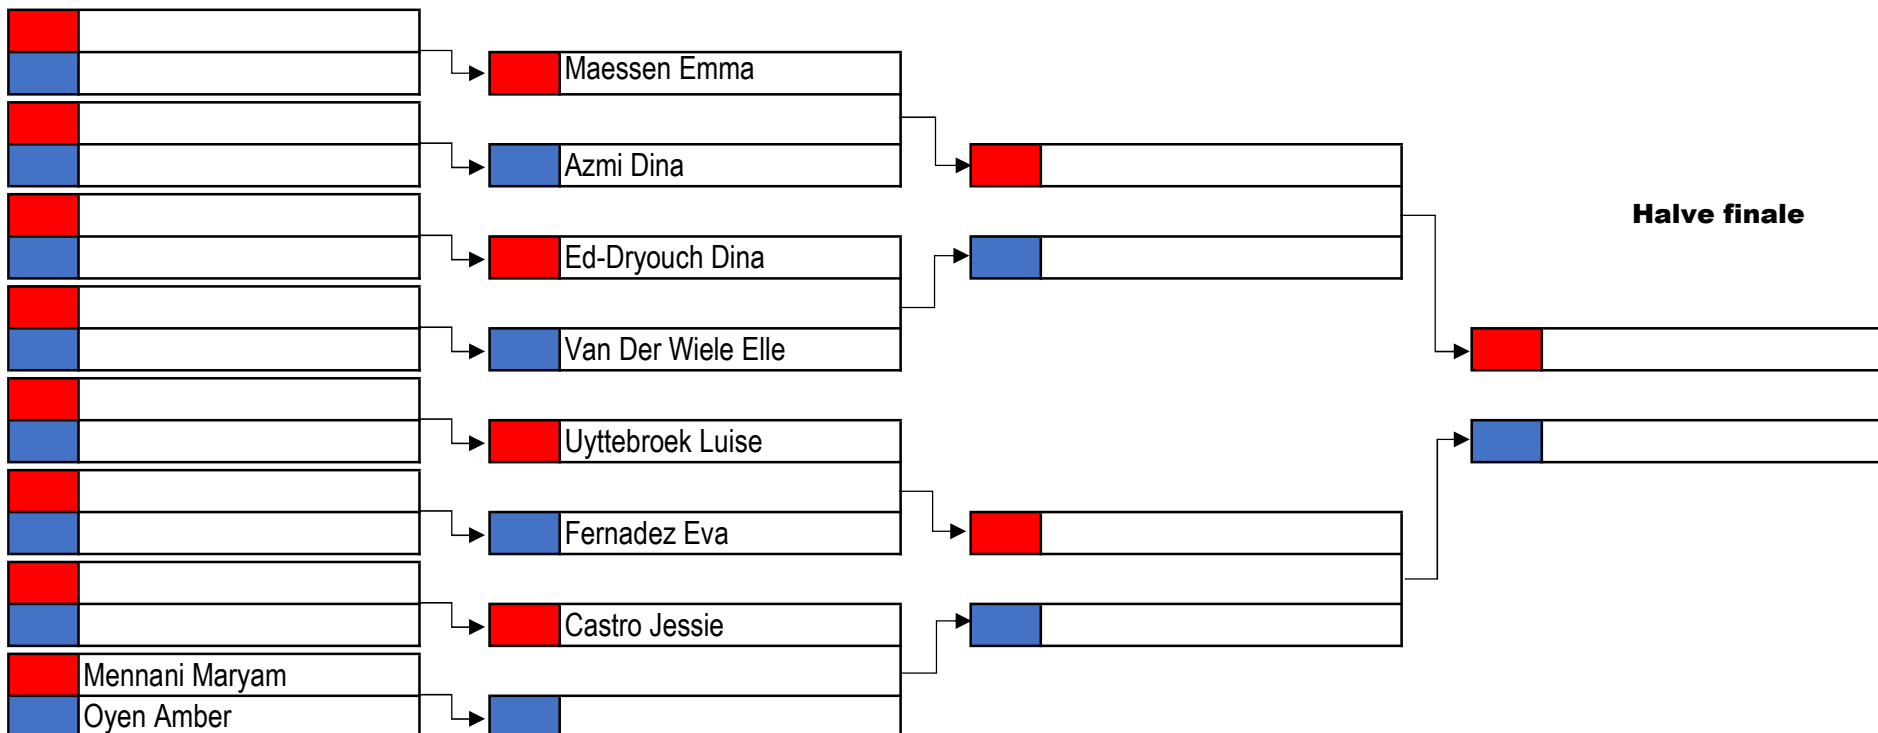 Maessen Emma
Azmi Dina
Halve finale
Ed-Dryouch Dina
Van Der Wiele Elle
Uyttebroek Luise
Fernadez Eva
Castro Jessie
Mennani Maryam
Oyen Amber